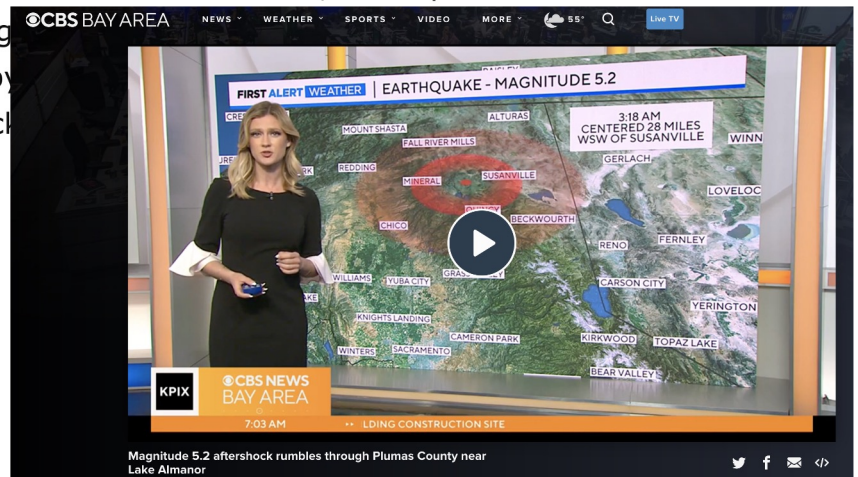 CBS BAY AREA NEWS WEATHER SPORTS VIDEO MORE 55° Live TV
FIRST ALERT WEATHER EARTHQUAKE - MAGNITUDE 5.2
3:18 AM
CENTERED 28 MILES
WSW OF SUSANVILLE
ALTURAS
MOUNT SHASTA
FALL RIVER MILLS
WINN
GERLACH
REDDING
MINERAL SUSANVILLE
LOVELOC
QUINCY
BECKWOURTH
CHICO
RENO FERNLEY
WILLIAMS YUBA CITY
CARSON CITY
YERINGTON
KNIGHTS LANDING
CAMERON PARK KIRKWOOD TOPAZ LAKE
WINTERS SACRAMENTO
BEAR VALLEY
KPIX
CBS NEWS
BAY AREA
7:03 AM LDING CONSTRUCTION SITE
Magnitude 5.2 aftershock rumbles through Plumas County near
Lake Almanor